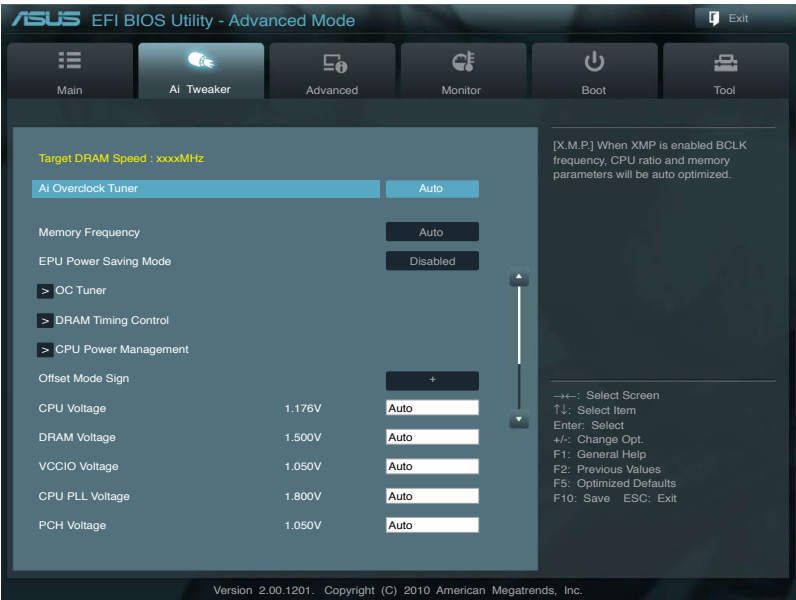 ASUS EFI BIOS Utility - Advanced Mode
Exit
Main
Ai Tweaker
Advanced
Monitor
Boot
Tool
Target DRAM Speed : xxxxMHz
Ai Overclock Tuner Auto
Memory Frequency Auto
EPU Power Saving Mode Disabled
> OC Tuner
> DRAM Timing Control
> CPU Power Management
Offset Mode Sign +
CPU Voltage 1.176V Auto
DRAM Voltage 1.500V Auto
VCCIO Voltage 1.050V Auto
CPU PLL Voltage 1.800V Auto
PCH Voltage 1.050V Auto
[X.M.P.] When XMP is enabled BCLK
frequency, CPU ratio and memory
parameters will be auto optimized.
→←: Select Screen
↑↓: Select Item
Enter: Select
+/-: Change Opt.
F1: General Help
F2: Previous Values
F5: Optimized Defaults
F10: Save ESC: Exit
Version 2.00.1201. Copyright (C) 2010 American Megatrends, Inc.